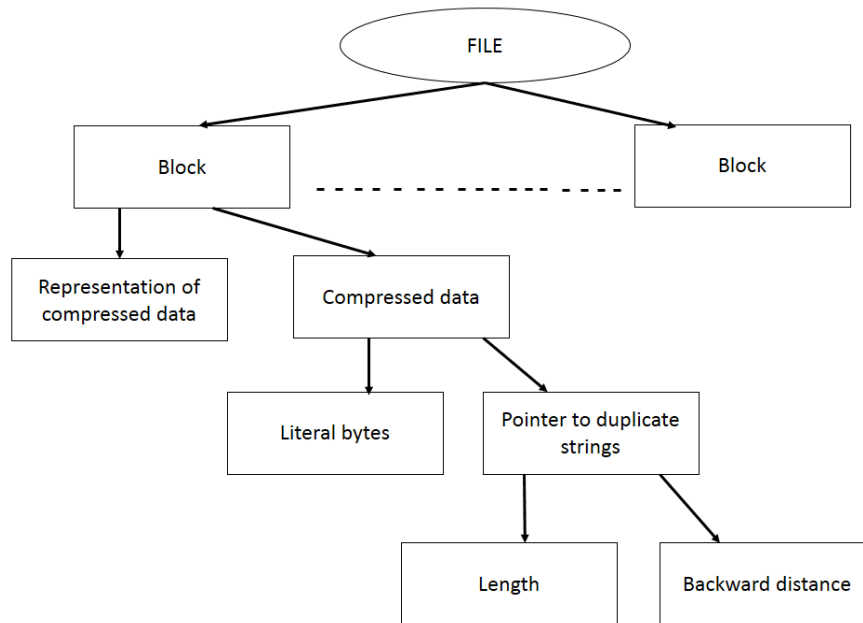 FILE
Block
Block
Representation of
compressed data
Compressed data
Literal bytes
Pointer to duplicate
strings
Length
Backward distance